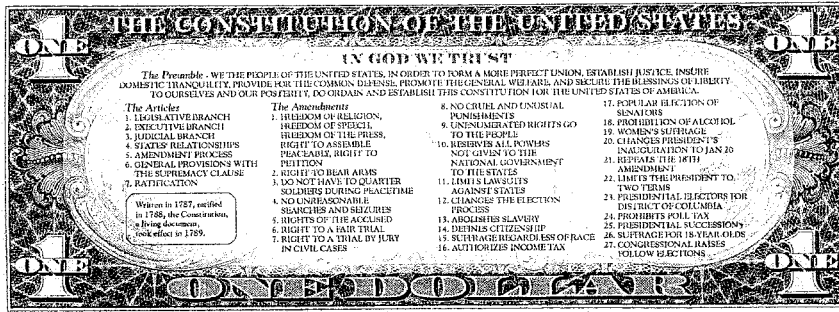 THE CONSTITUTION OF THE UNITED STATES
1
1
ONE
ONE
IN GOD WE TRUST
The Preamble - WE THE PEOPLE OF THE UNITED STATES, IN ORDER TO FORM A MORE PERFECT UNION, ESTABLISH JUSTICE, INSURE
DOMESTIC TRANQUILITY, PROVIDE FOR THE COMMON DEFENSE, PROMOTE THE GENERAL WELFARE, AND SECURE THE BLESSINGS OF LIBERTY
TO OURSELVES AND OUR POSTERITY, DO ORDAIN AND ESTABLISH THIS CONSTITUTION FOR THE UNITED STATES OF AMERICA.
The Articles
1. LEGISLATIVE BRANCH
2. EXECUTIVE BRANCH
3. JUDICIAL BRANCH
4. STATES' RELATIONSHIPS
5. AMENDMENT PROCESS
6. GENERAL PROVISIONS WITH
THE SUPREMACY CLAUSE
7. RATIFICATION
Written in 1787, ratified
in 1788, the Constitution,
a living document,
took effect in 1789.
The Amendments
1. FREEDOM OF RELIGION,
FREEDOM OF SPEECH,
FREEDOM OF THE PRESS,
RIGHT TO ASSEMBLE
PEACEABLY, RIGHT TO
PETITION
2. RIGHT TO BEAR ARMS
3. DO NOT HAVE TO QUARTER
SOLDIERS DURING PEACETIME
4. NO UNREASONABLE
SEARCHES AND SEIZURES
5. RIGHTS OF THE ACCUSED
6. RIGHT TO A FAIR TRIAL
7. RIGHT TO A TRIAL BY JURY
IN CIVIL CASES
8. NO CRUEL AND UNUSUAL
PUNISHMENTS
9. UNENUMERATED RIGHTS GO
TO THE PEOPLE
10. RESERVES ALL POWERS
NOT GIVEN TO THE
NATIONAL GOVERNMENT
TO THE STATES
11. LIMITS LAWSUITS
AGAINST STATES
12. CHANGES THE ELECTION
PROCESS
13. ABOLISHES SLAVERY
14. DEFINES CITIZENSHIP
15. SUFFRAGE REGARDLESS OF RACE
16. AUTHORIZES INCOME TAX
17. POPULAR ELECTION OF
SENATORS
18. PROHIBITION OF ALCOHOL
19. WOMEN'S SUFFRAGE
20. CHANGES PRESIDENT'S
INAUGURATION TO JAN 20
21. REPEALS THE 18TH
AMENDMENT
22. LIMITS THE PRESIDENT TO
TWO TERMS
23. PRESIDENTIAL ELECTORS FOR
DISTRICT OF COLUMBIA
24. PROHIBITS POLL TAX
25. PRESIDENTIAL SUCCESSION
26. SUFFRAGE FOR 18-YEAR-OLDS
27. CONGRESSIONAL RAISES
FOLLOW ELECTIONS
ONE
ONE
1
1
ONE DOLLAR